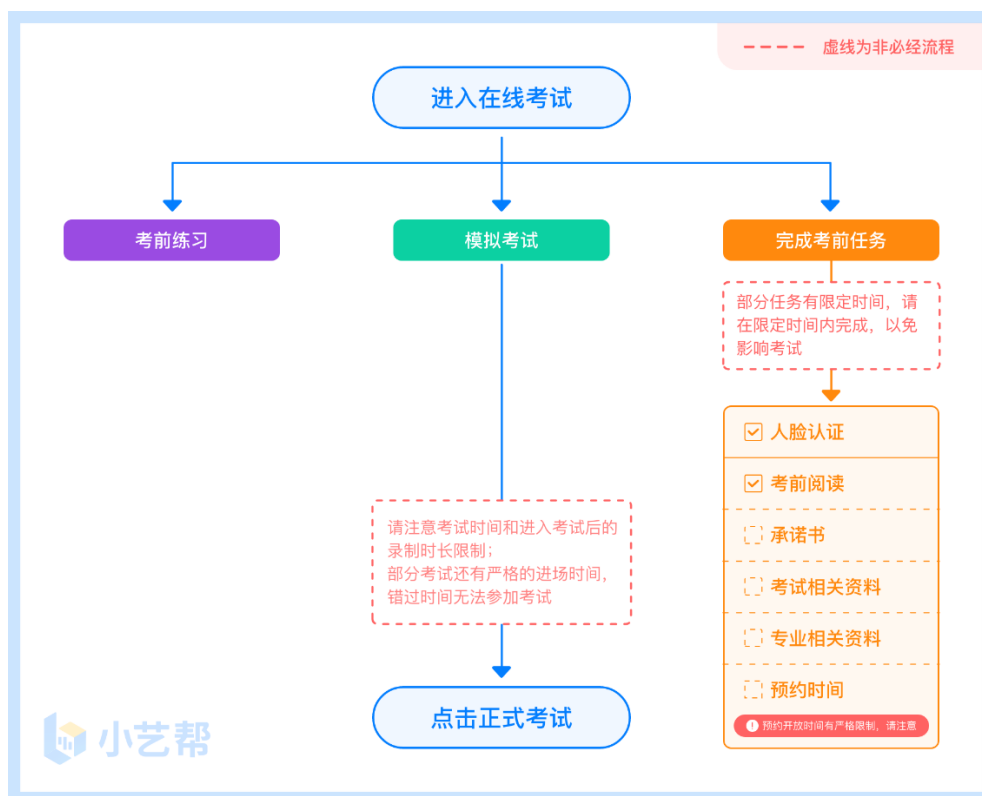 虚线为非必经流程
进入在线考试
考前练习
模拟考试
完成考前任务
部分任务有限定时间，请
在限定时间内完成，以免
影响考试
人脸认证
考前阅读
承诺书
考试相关资料
专业相关资料
预约时间
预约开放时间有严格限制，请注意
请注意考试时间和进入考试后的
录制时长限制；
部分考试还有严格的进场时间，
错过时间无法参加考试
点击正式考试
小艺帮